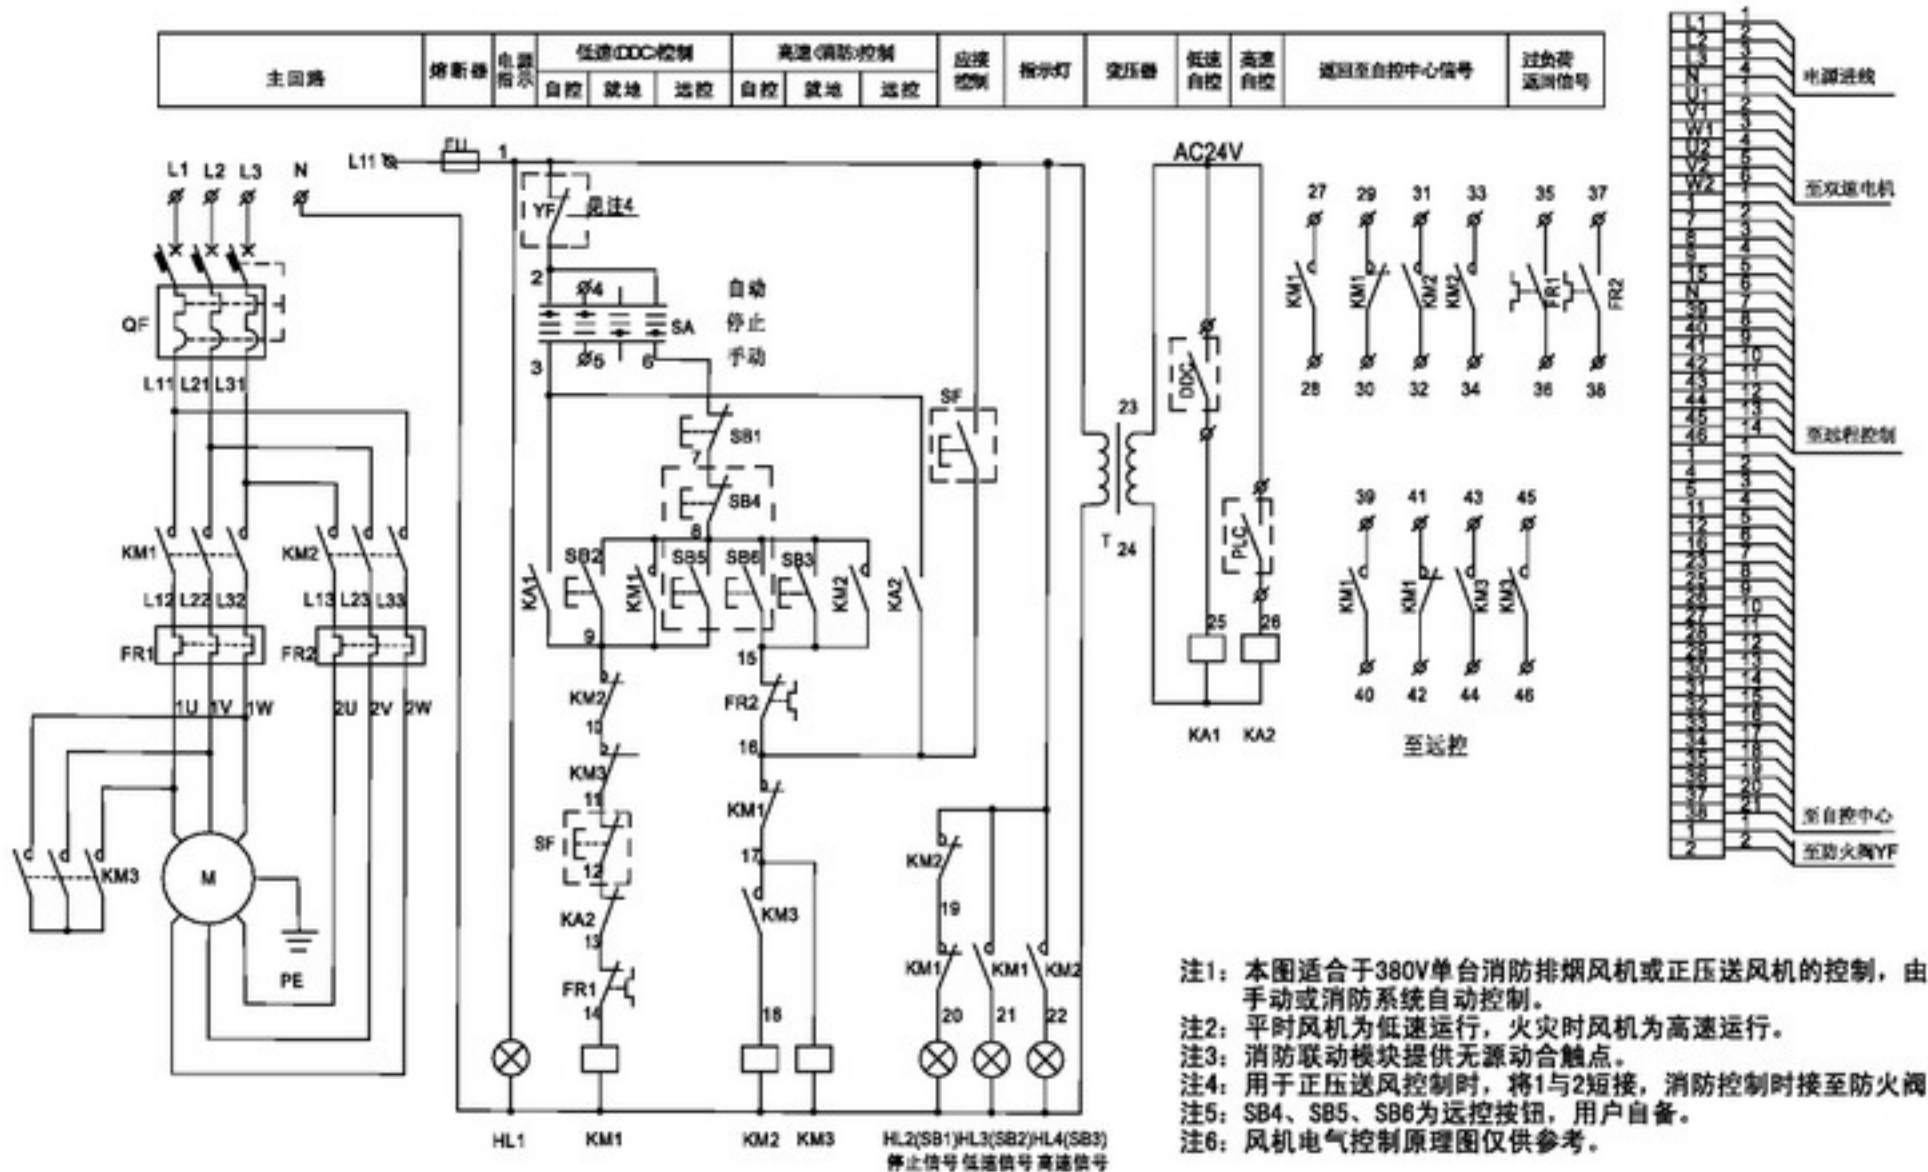 主回路
熔断器
电源指示
低速(DDC)控制
高速(消防)控制
自控 就地 远控 自控 就地 远控
应接控制
指示灯
变压器
低速自控
高速自控
返回至自控中心信号
过负荷返回信号
L1 L2 L3 N
L11 FU 1
AC24V
YF 见注4
2
4
自动
SA 停止
手动
3 5 6
QF
L11 L21 L31
SB1
7
SB4
8
SF
23
T 24
DDC
PLC
KM1 KM2
L12 L22 L32 L13 L23 L33
FR1 FR2
KA1 SB2 KM1 SB5 SB6 SB3 KM2 KA2
9 15
25 26
KA1 KA2
1U 1V 1W 2U 2V 2W
KM2 FR2
10 16
KM3
11 KM1
SF
12 17
KA2 KM3
13
FR1
14 18
KM3 M
PE
KM2
19
KM1 KM1 KM2
20 21 22
HL1 KM1 KM2 KM3 HL2(SB1)HL3(SB2)HL4(SB3)
停止信号 低速信号 高速信号
27 29 31 33 35 37
KM1 KM1 KM2 KM2 FR1 FR2
28 30 32 34 36 38
39 41 43 45
KM1 KM1 KM3 KM3
40 42 44 46
至远控
电源进线
至双速电机
至远程控制
至自控中心
至防火阀YF
注1：本图适合于380V单台消防排烟风机或正压送风机的控制，由
手动或消防系统自动控制。
注2：平时风机为低速运行，火灾时风机为高速运行。
注3：消防联动模块提供无源动合触点。
注4：用于正压送风控制时，将1与2短接，消防控制时接至防火阀
注5：SB4、SB5、SB6为远控按钮，用户自备。
注6：风机电气控制原理图仅供参考。